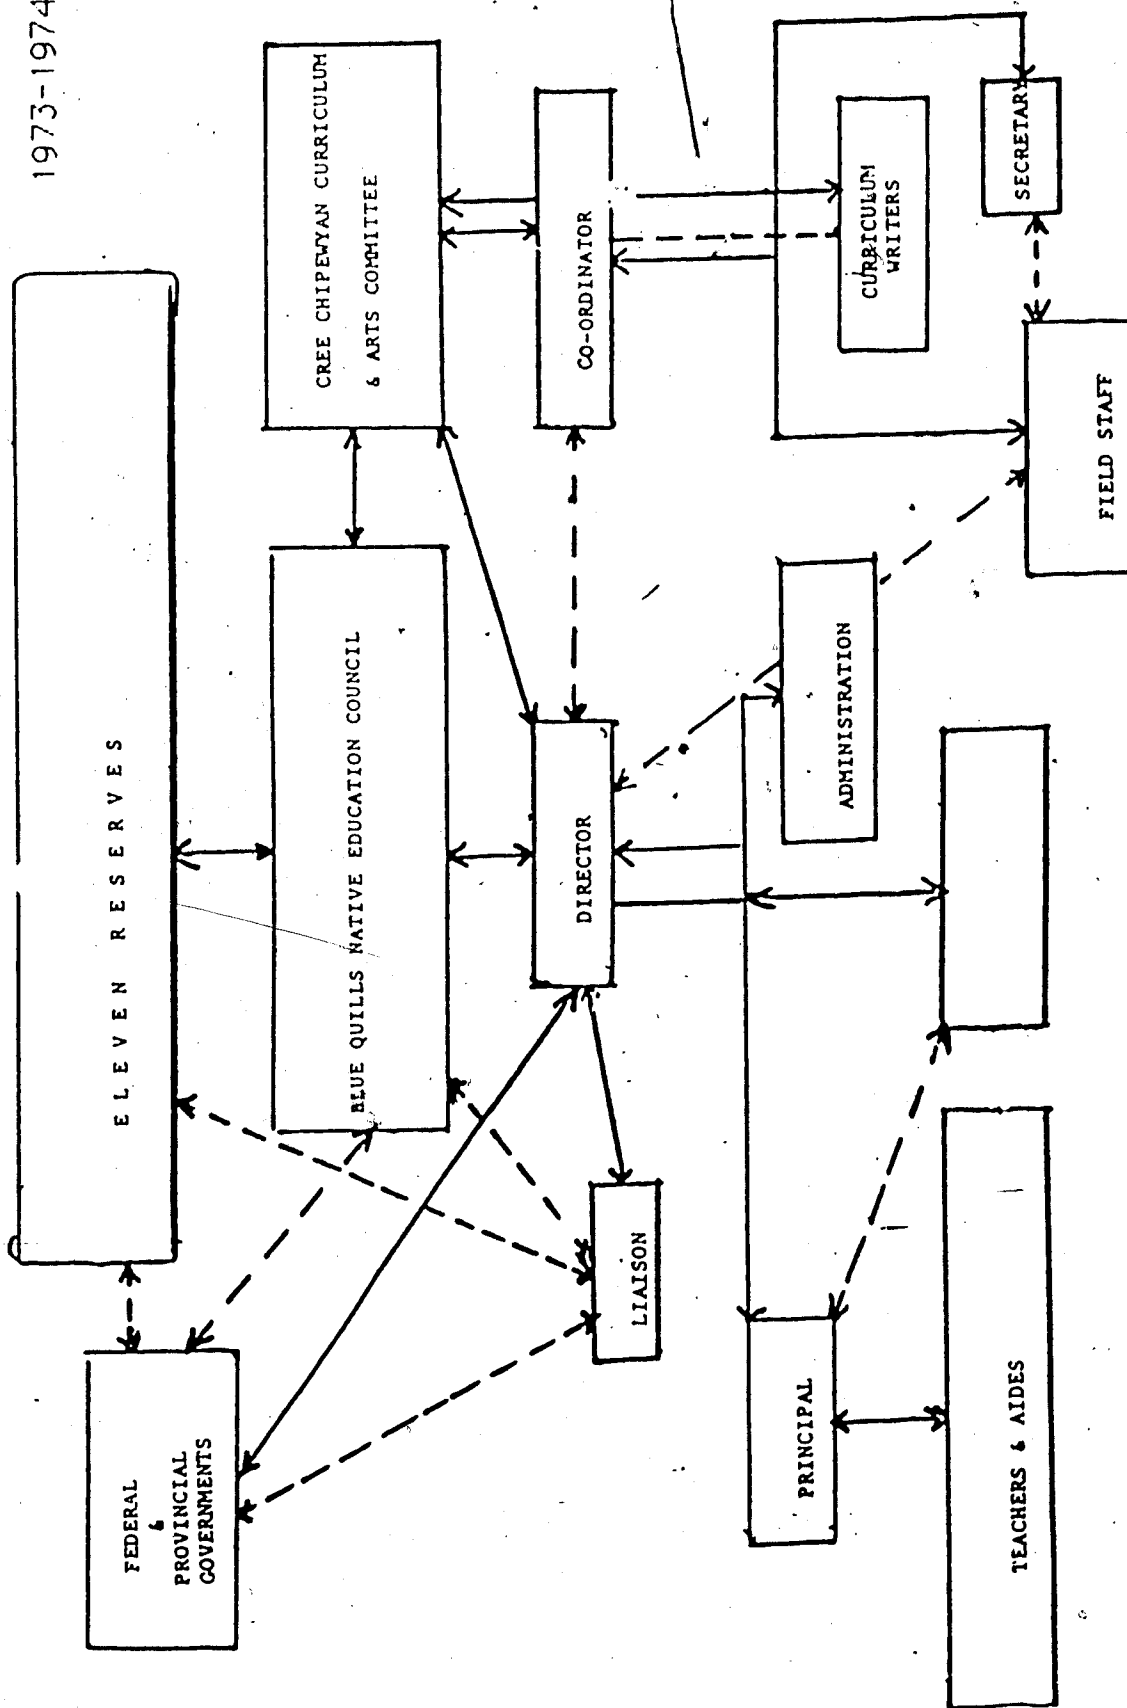 1973-1974
ELEVEN RESERVES
FEDERAL
&
PROVINCIAL
GOVERNMENTS
BLUE QUILLS NATIVE EDUCATION COUNCIL
CREE CHIPEWYAN CURRICULUM
& ARTS COMMITTEE
LIAISON
DIRECTOR
CO-ORDINATOR
PRINCIPAL
ADMINISTRATION
CURRICULUM
WRITERS
TEACHERS & AIDES
FIELD STAFF
SECRETARY